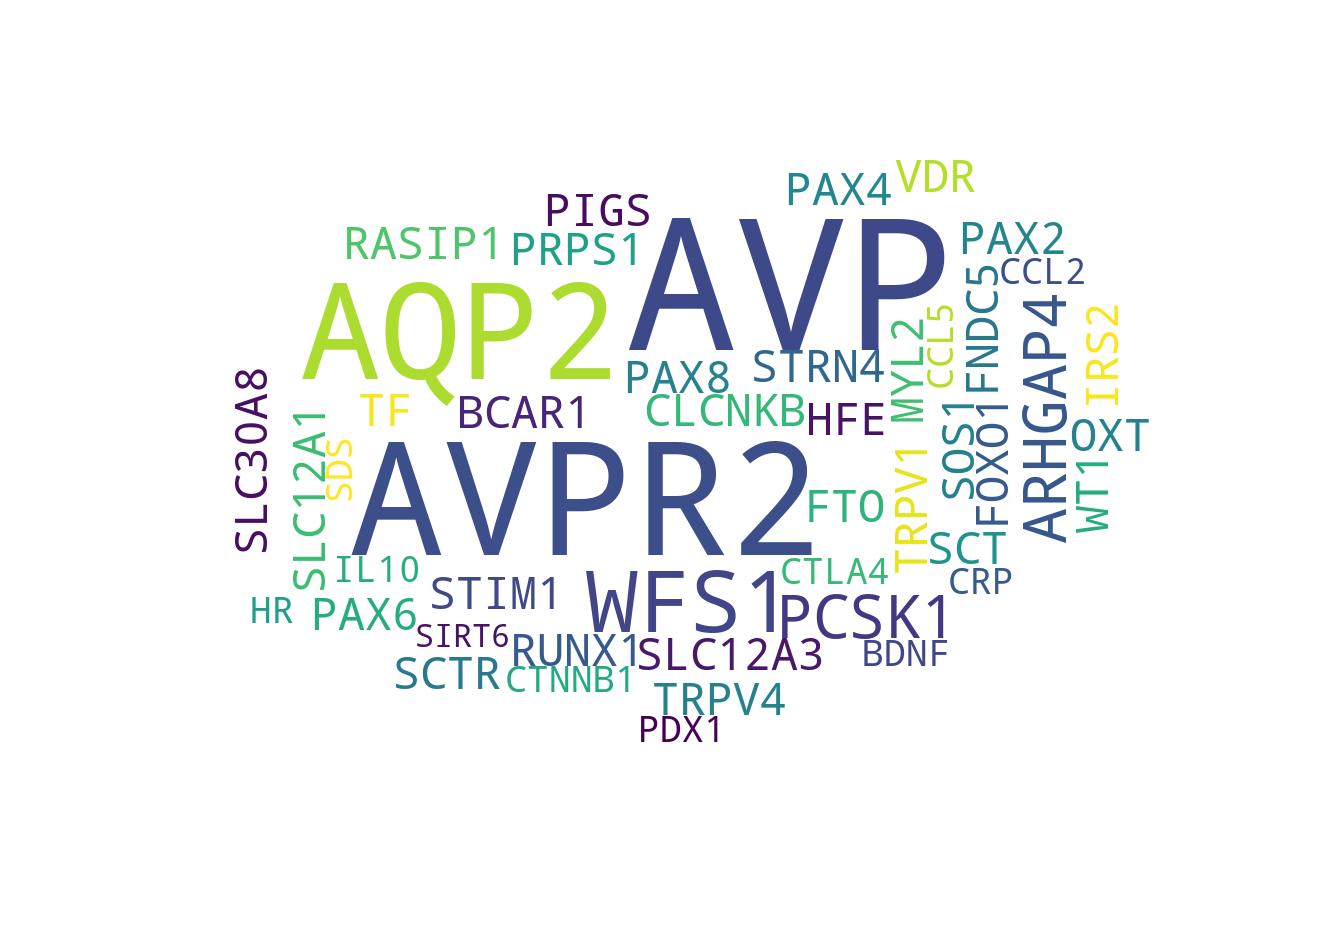 VDR
PAX4
PIGS
AVP
RASIP1
PRPS1
PAX2
CCL2
AQP2
FNDC5
ARHGAP4
CCL5
IRS2
MYL2
STRN4
PAX8
SLC30A8
TF
BCAR1
CLCNKB
HFE
SOS1
FOXO1
OXT
SLC12A1
SDS
AVPR2
TRPV1
WT1
FTO
SCT
IL10
CTLA4
CRP
STIM1
WFS1
PCSK1
HR
PAX6
SIRT6
RUNX1
SLC12A3
BDNF
SCTR
CTNNB1
TRPV4
PDX1